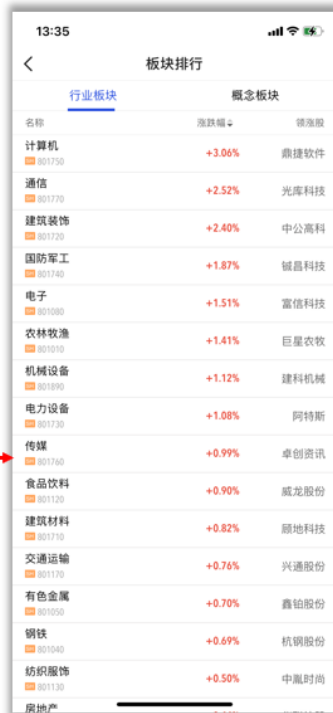 13:35
板块排行
行业板块 概念板块
名称 涨跌幅 领涨股
计算机 +3.06% 鼎捷软件
801750
通信 +2.52% 光库科技
801770
建筑装饰 +2.40% 中公高科
801720
国防军工 +1.87% 铖昌科技
801740
电子 +1.51% 富信科技
801080
农林牧渔 +1.41% 巨星农牧
801010
机械设备 +1.12% 建科机械
801890
电力设备 +1.08% 阿特斯
801730
传媒 +0.99% 卓创资讯
801760
食品饮料 +0.90% 威龙股份
801120
建筑材料 +0.82% 顾地科技
801710
交通运输 +0.76% 兴通股份
801170
有色金属 +0.70% 鑫铂股份
801050
钢铁 +0.69% 杭钢股份
801040
纺织服饰 +0.50% 中胤时尚
801130
房地产